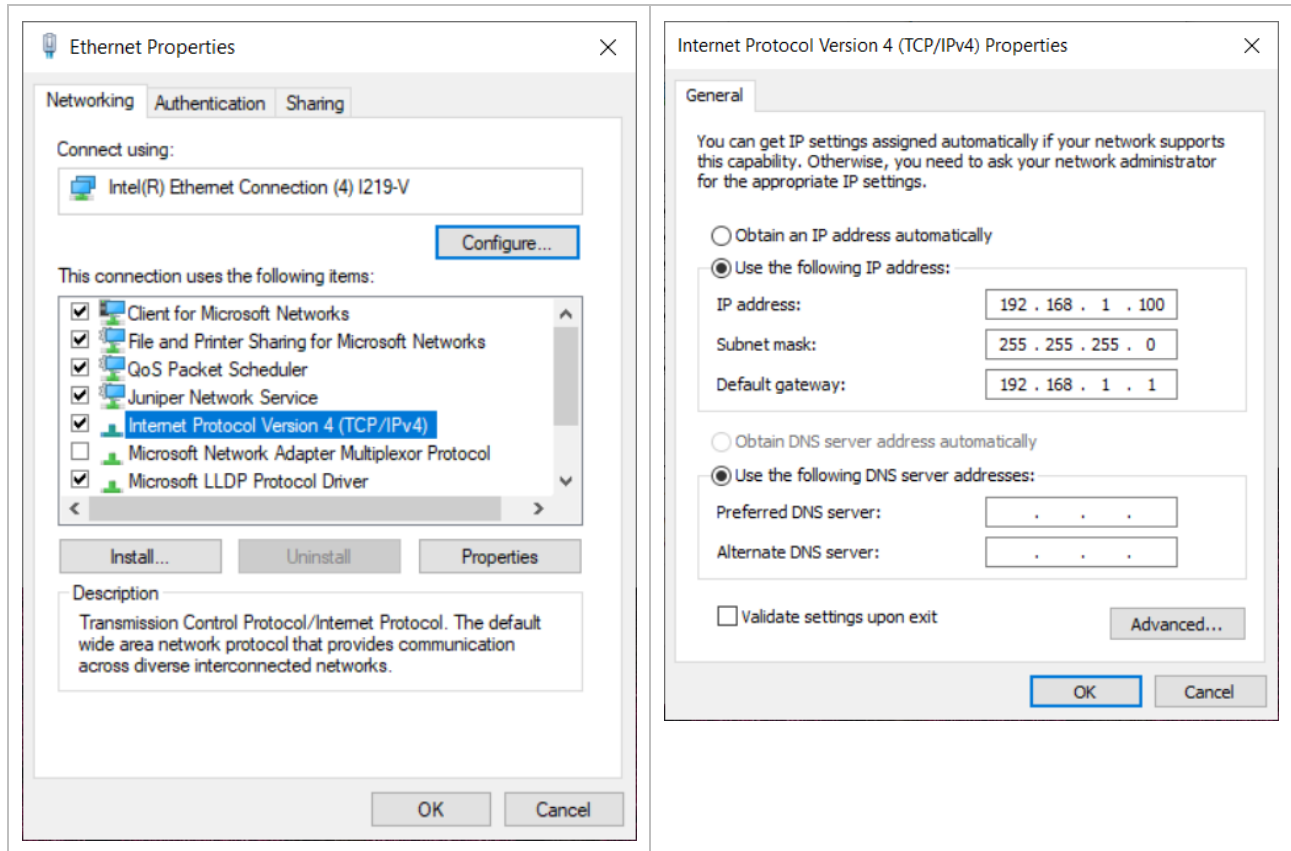 Ethernet Properties
Networking
Authentication
Sharing
Connect using:
Intel(R) Ethernet Connection (4) I219-V
Configure...
This connection uses the following items:
Client for Microsoft Networks
File and Printer Sharing for Microsoft Networks
QoS Packet Scheduler
Juniper Network Service
Internet Protocol Version 4 (TCP/IPv4)
Microsoft Network Adapter Multiplexor Protocol
Microsoft LLDP Protocol Driver
Install...
Uninstall
Properties
Description
Transmission Control Protocol/Internet Protocol. The default
wide area network protocol that provides communication
across diverse interconnected networks.
OK
Cancel
Internet Protocol Version 4 (TCP/IPv4) Properties
General
You can get IP settings assigned automatically if your network supports
this capability. Otherwise, you need to ask your network administrator
for the appropriate IP settings.
Obtain an IP address automatically
Use the following IP address:
IP address:
192 . 168 . 1 . 100
Subnet mask:
255 . 255 . 255 . 0
Default gateway:
192 . 168 . 1 . 1
Obtain DNS server address automatically
Use the following DNS server addresses:
Preferred DNS server:
. . .
Alternate DNS server:
. . .
Validate settings upon exit
Advanced...
OK
Cancel